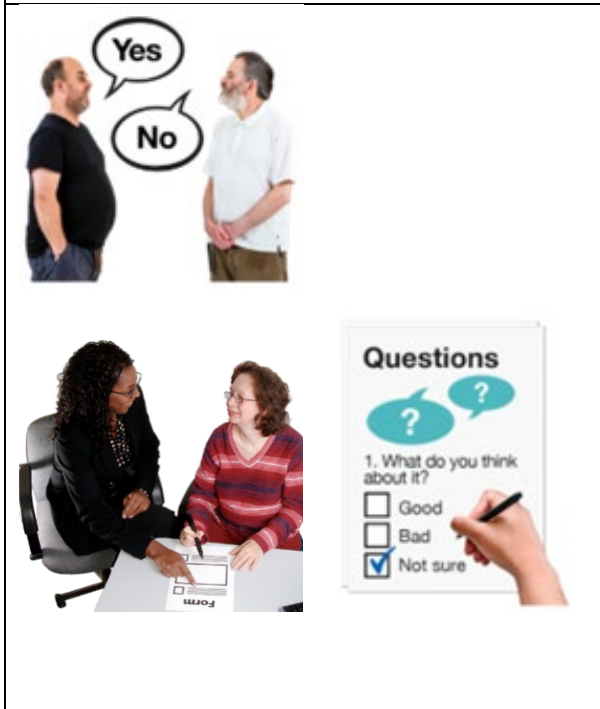 Yes
No
Form
Questions
?
?
1. What do you think
about it?
Good
Bad
Not sure